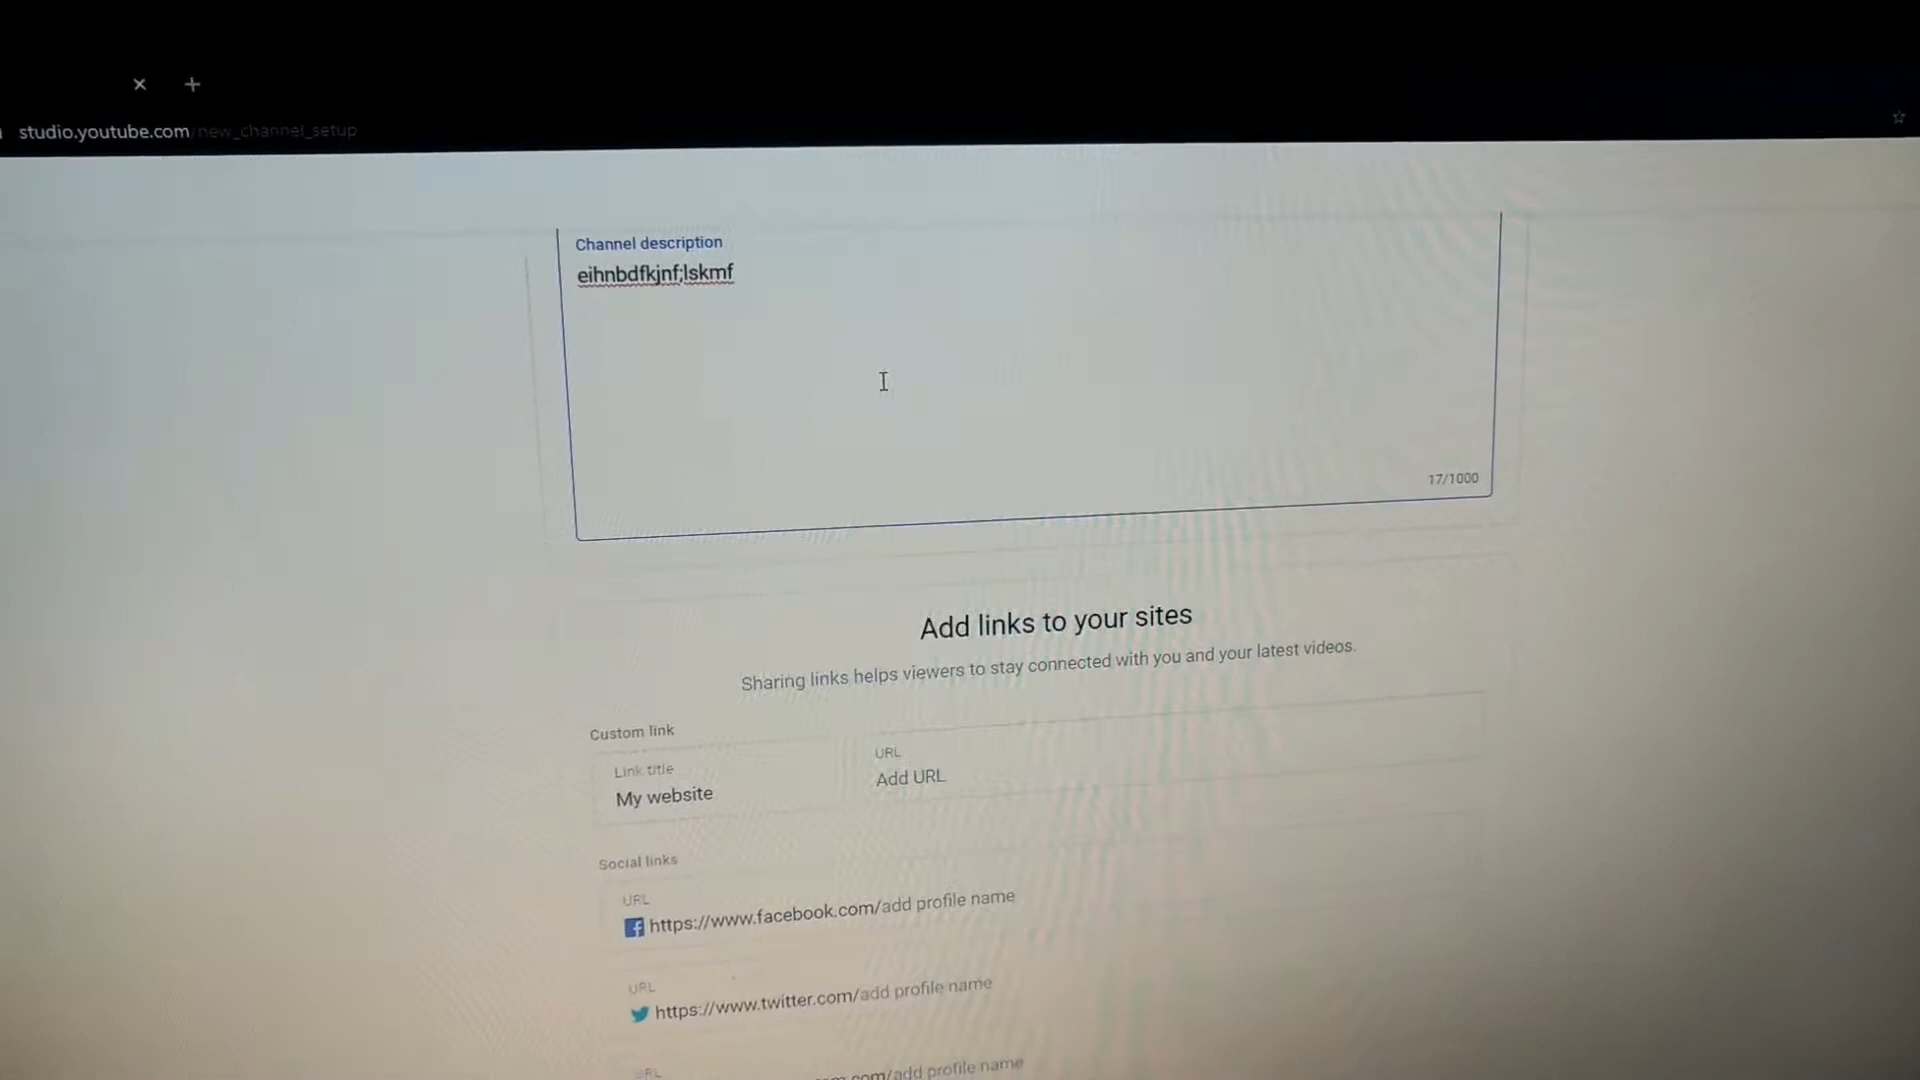 studio.youtube.com/new_channel_setup
Channel description
eihnbdfkjnf;lskmf
17/1000
Add links to your sites
Sharing links helps viewers to stay connected with you and your latest videos.
Custom link
Link title
My website
URL
Add URL
Social links
URL
https://www.facebook.com/add profile name
URL
https://www.twitter.com/add profile name
URL
com/add profile name